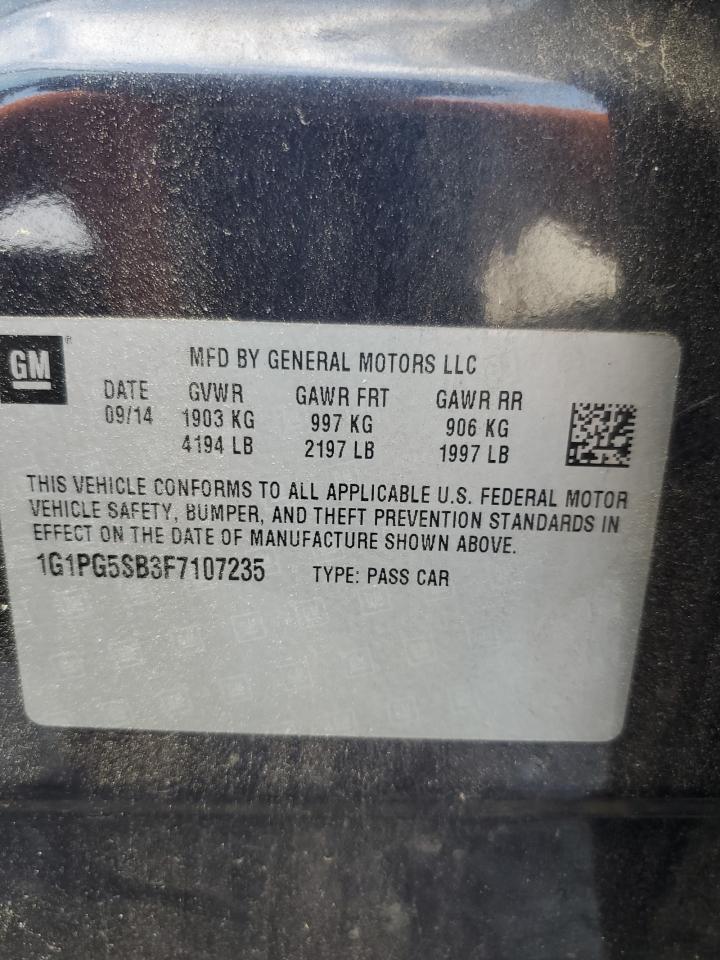 GM®
MFD BY GENERAL MOTORS LLC
DATE GVWR GAWR FRT GAWR RR
09/14 1903 KG 997 KG 906 KG
4194 LB 2197 LB 1997 LB
THIS VEHICLE CONFORMS TO ALL APPLICABLE U.S. FEDERAL MOTOR
VEHICLE SAFETY, BUMPER, AND THEFT PREVENTION STANDARDS IN
EFFECT ON THE DATE OF MANUFACTURE SHOWN ABOVE.
1G1PG5SB3F7107235 TYPE: PASS CAR